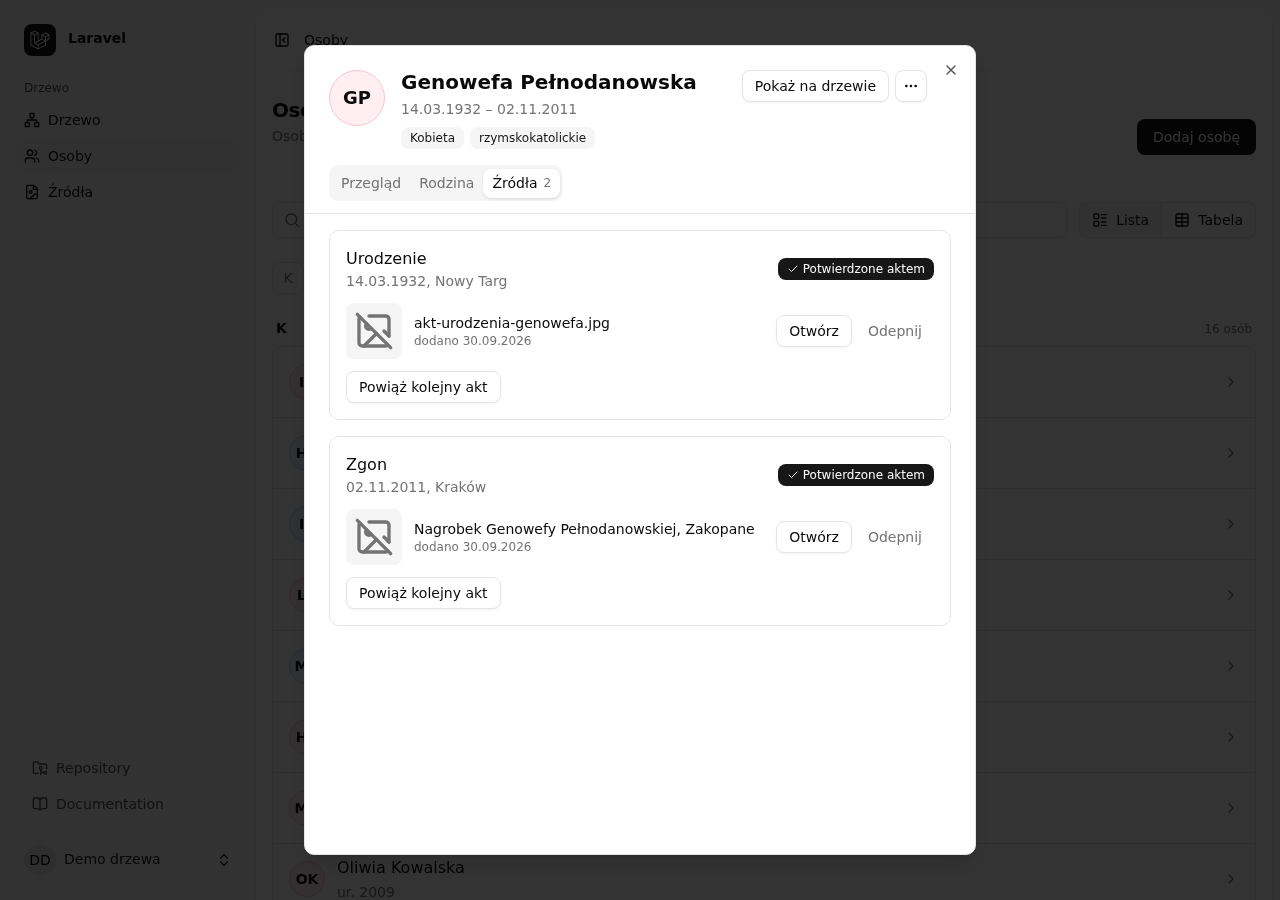 Laravel
Drzewo
Drzewo
Osoby
Źródła
Repository
Documentation
DD
Demo drzewa
Osoby
Dodaj osobę
Lista
Tabela
K
K
16 osób
GP
Genowefa Pełnodanowska
14.03.1932 – 02.11.2011
Kobieta
rzymskokatolickie
Pokaż na drzewie
Przegląd
Rodzina
Źródła 2
Urodzenie
14.03.1932, Nowy Targ
Potwierdzone aktem
akt-urodzenia-genowefa.jpg
dodano 30.09.2026
Otwórz
Odepnij
Powiąż kolejny akt
Zgon
02.11.2011, Kraków
Potwierdzone aktem
Nagrobek Genowefy Pełnodanowskiej, Zakopane
dodano 30.09.2026
Otwórz
Odepnij
Powiąż kolejny akt
OK
Oliwia Kowalska
ur. 2009